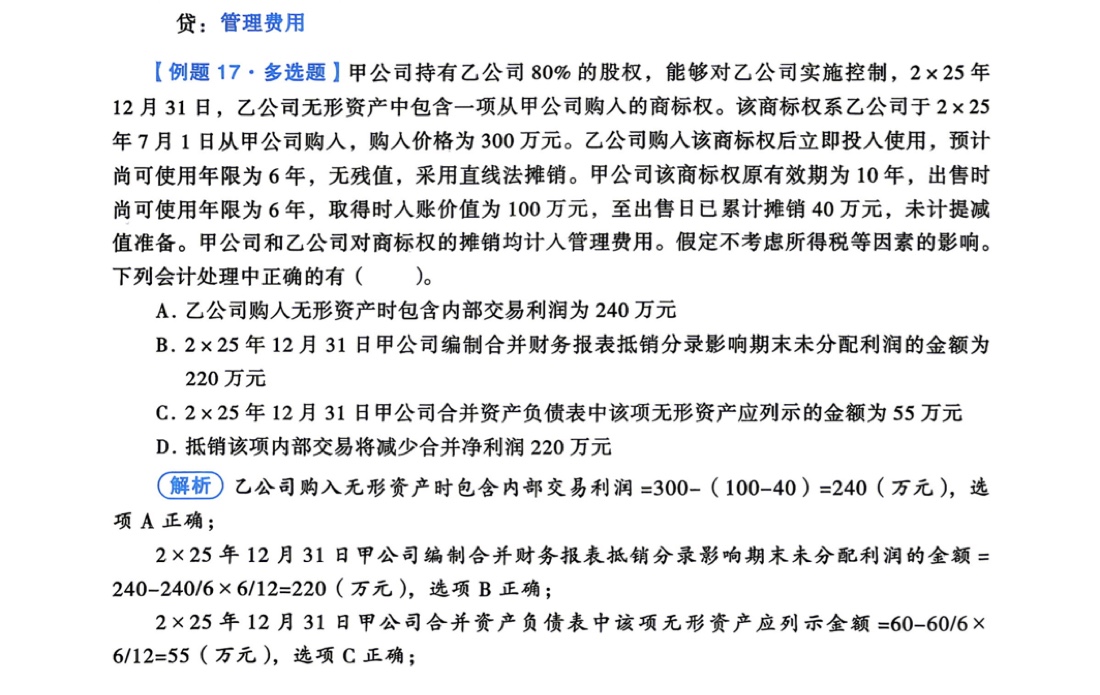 贷：管理费用
【例题 17·多选题】甲公司持有乙公司 80% 的股权，能够对乙公司实施控制，2×25 年
12 月 31 日，乙公司无形资产中包含一项从甲公司购入的商标权。该商标权系乙公司于 2×25
年 7 月 1 日从甲公司购入，购入价格为 300 万元。乙公司购入该商标权后立即投入使用，预计
尚可使用年限为 6 年，无残值，采用直线法摊销。甲公司该商标权原有效期为 10 年，出售时
尚可使用年限为 6 年，取得时入账价值为 100 万元，至出售日已累计摊销 40 万元，未计提减
值准备。甲公司和乙公司对商标权的摊销均计入管理费用。假定不考虑所得税等因素的影响。
下列会计处理中正确的有（　　）。
A. 乙公司购入无形资产时包含内部交易利润为 240 万元
B. 2×25 年 12 月 31 日甲公司编制合并财务报表抵销分录影响期末未分配利润的金额为
220 万元
C. 2×25 年 12 月 31 日甲公司合并资产负债表中该项无形资产应列示的金额为 55 万元
D. 抵销该项内部交易将减少合并净利润 220 万元
解析 乙公司购入无形资产时包含内部交易利润 =300-（100-40）=240（万元），选
项 A 正确；
2×25 年 12 月 31 日甲公司编制合并财务报表抵销分录影响期末未分配利润的金额 =
240-240/6×6/12=220（万元），选项 B 正确；
2×25 年 12 月 31 日甲公司合并资产负债表中该项无形资产应列示金额 =60-60/6×
6/12=55（万元），选项 C 正确；